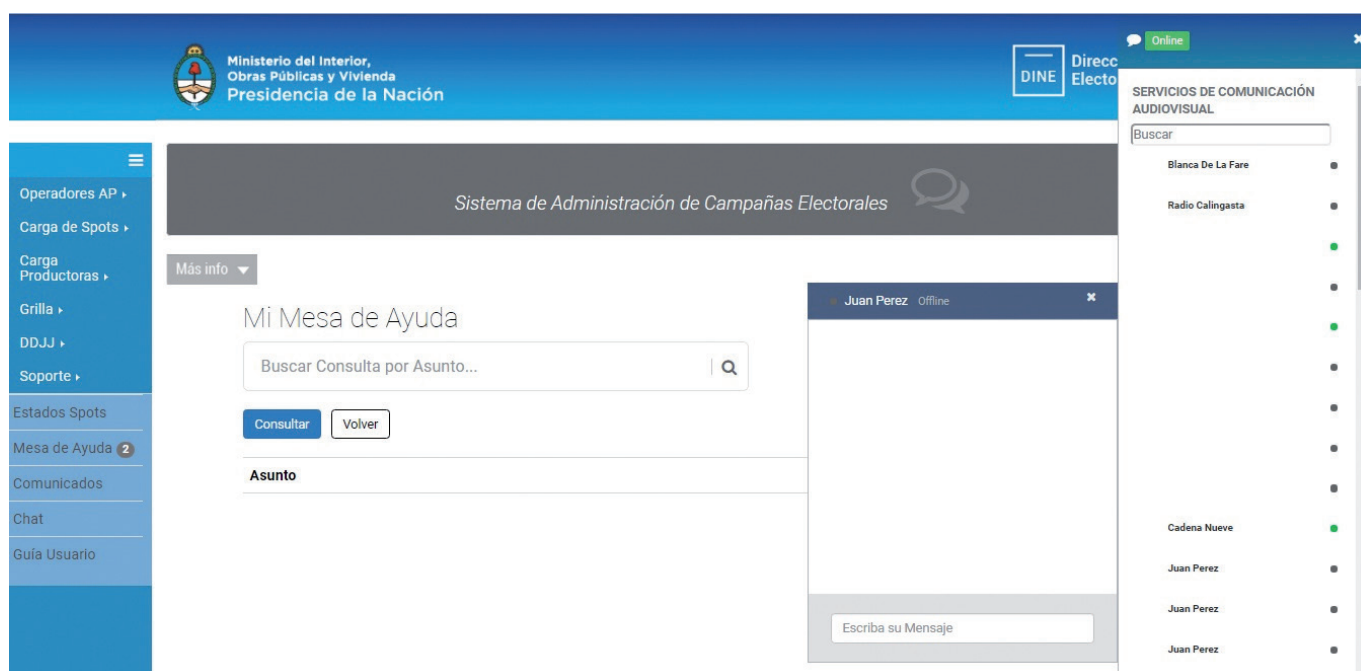 Ministerio del Interior,
Obras Públicas y Vivienda
Presidencia de la Nación
DINE
Direcc
Electo
Online
SERVICIOS DE COMUNICACIÓN
AUDIOVISUAL
Buscar
Blanca De La Fare
Radio Calingasta
Cadena Nueve
Juan Perez
Juan Perez
Juan Perez
Operadores AP
Carga de Spots
Carga
Productoras
Grilla
DDJJ
Soporte
Estados Spots
Mesa de Ayuda 2
Comunicados
Chat
Guía Usuario
Sistema de Administración de Campañas Electorales
Más info
Mi Mesa de Ayuda
Buscar Consulta por Asunto...
Consultar Volver
Asunto
Juan Perez Offline
Escriba su Mensaje